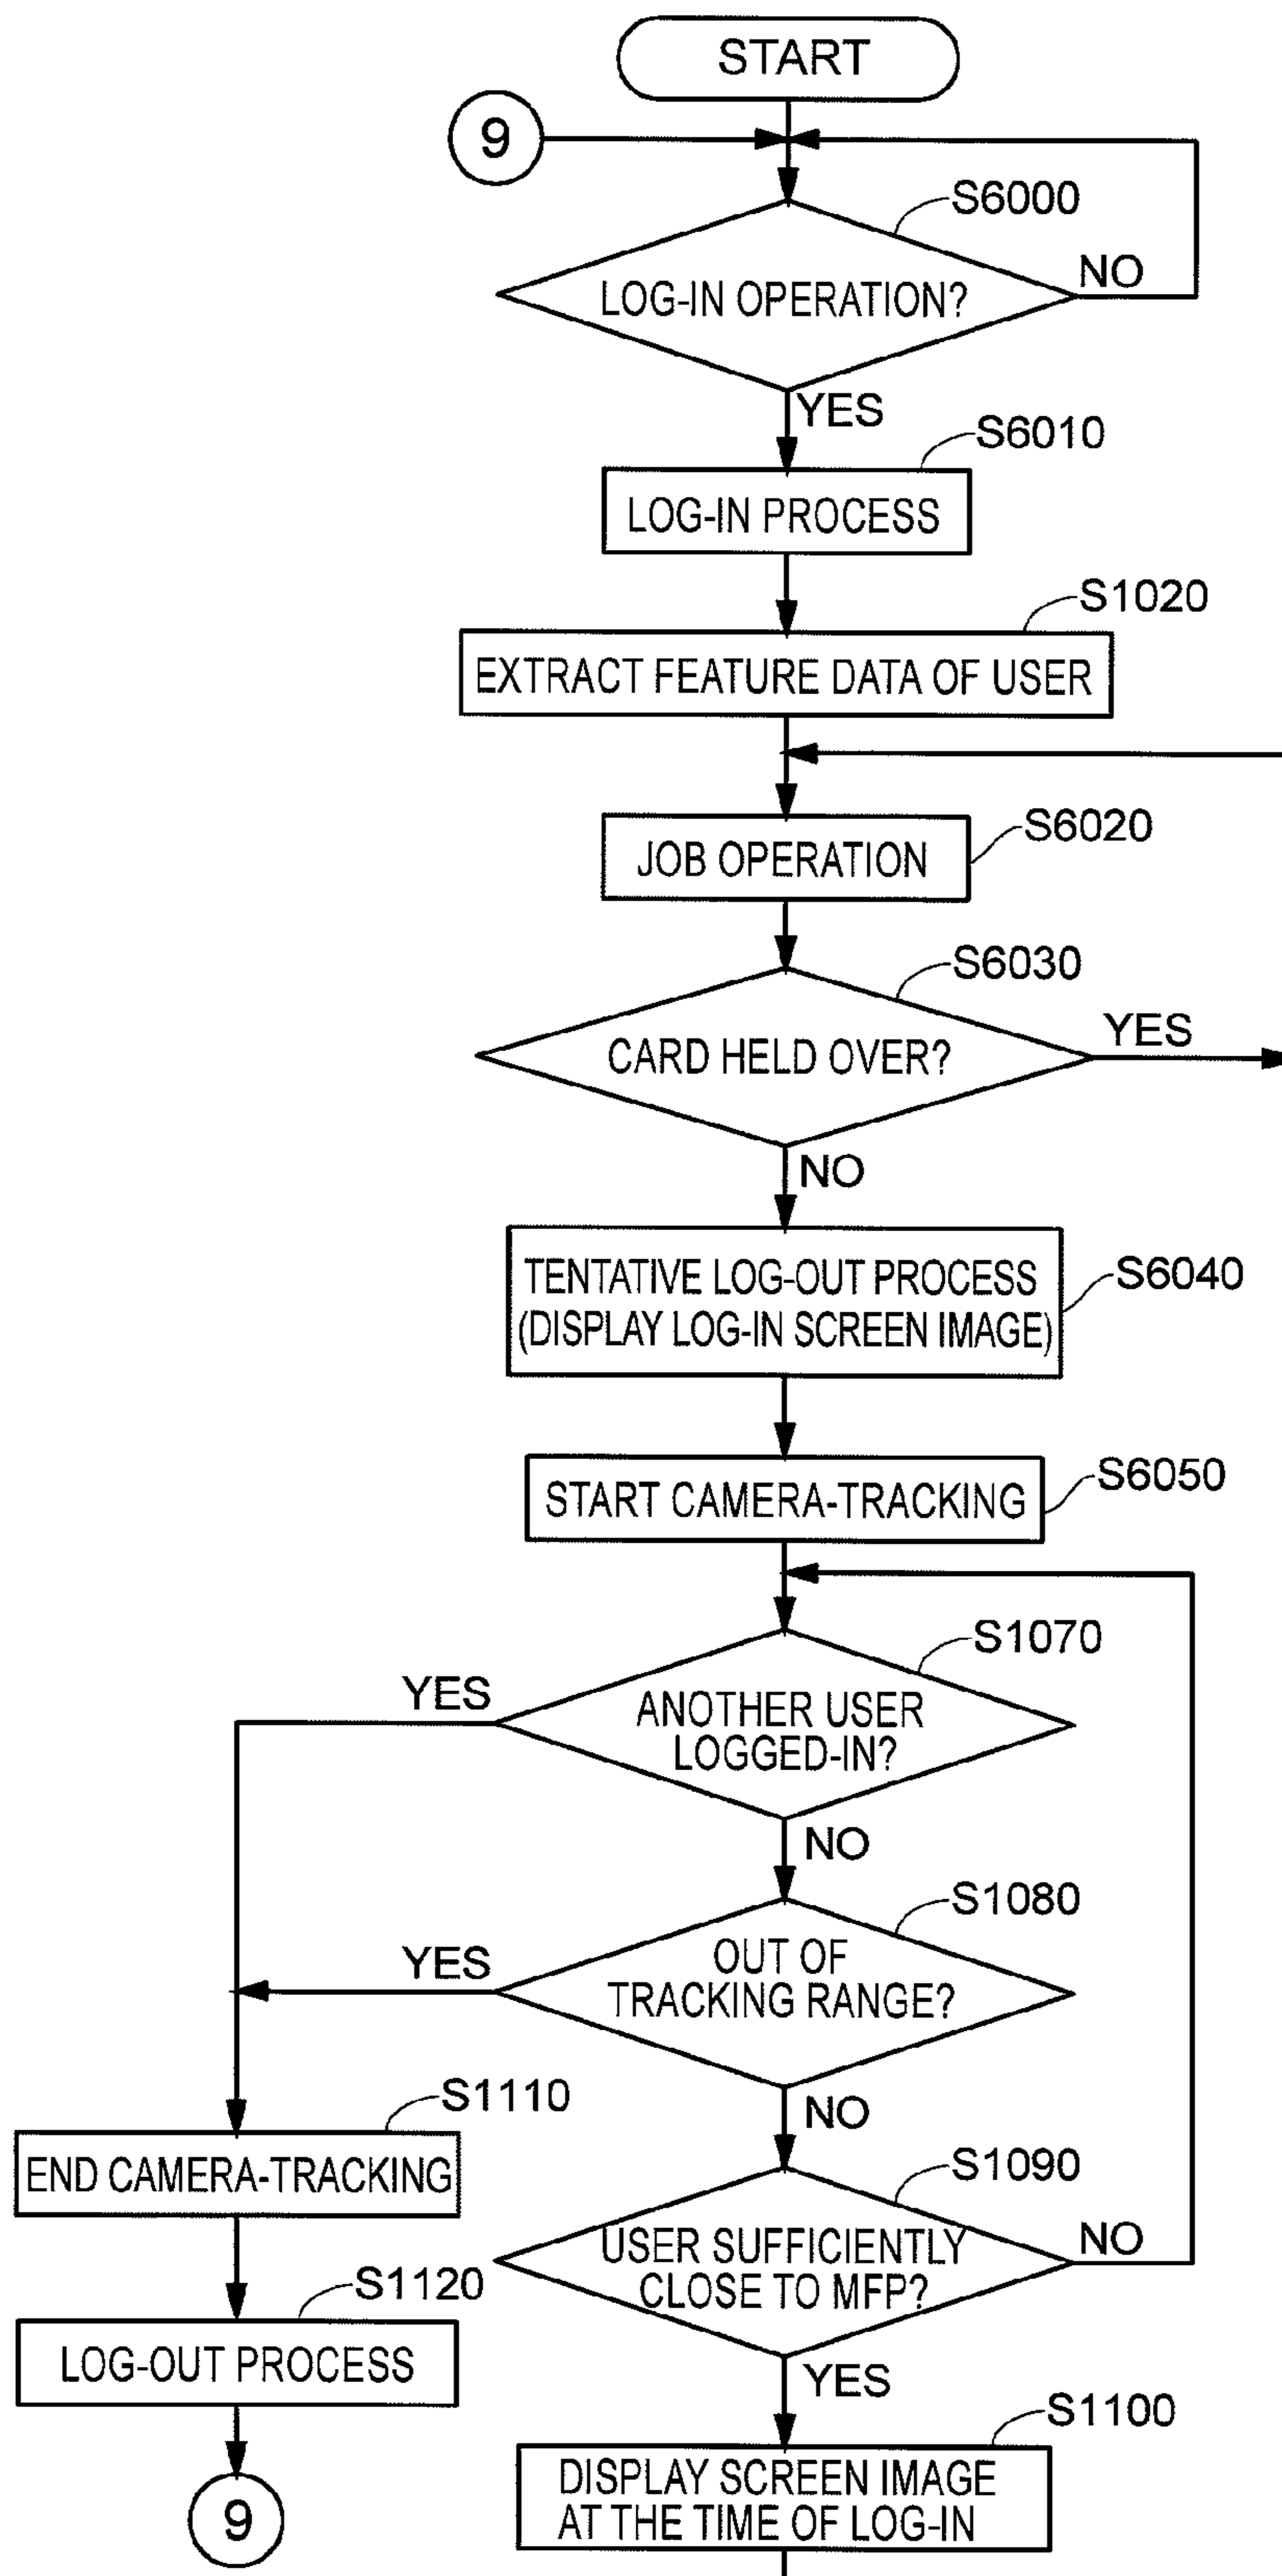 START
9
S6000
LOG-IN OPERATION?
NO
YES
S6010
LOG-IN PROCESS
S1020
EXTRACT FEATURE DATA OF USER
JOB OPERATION
S6020
S6030
CARD HELD OVER?
YES
NO
TENTATIVE LOG-OUT PROCESS
(DISPLAY LOG-IN SCREEN IMAGE)
S6040
START CAMERA-TRACKING
S6050
S1070
YES
ANOTHER USER
LOGGED-IN?
NO
S1080
YES
OUT OF
TRACKING RANGE?
NO
S1110
END CAMERA-TRACKING
S1090
USER SUFFICIENTLY
CLOSE TO MFP?
NO
S1120
LOG-OUT PROCESS
YES
S1100
DISPLAY SCREEN IMAGE
AT THE TIME OF LOG-IN
9